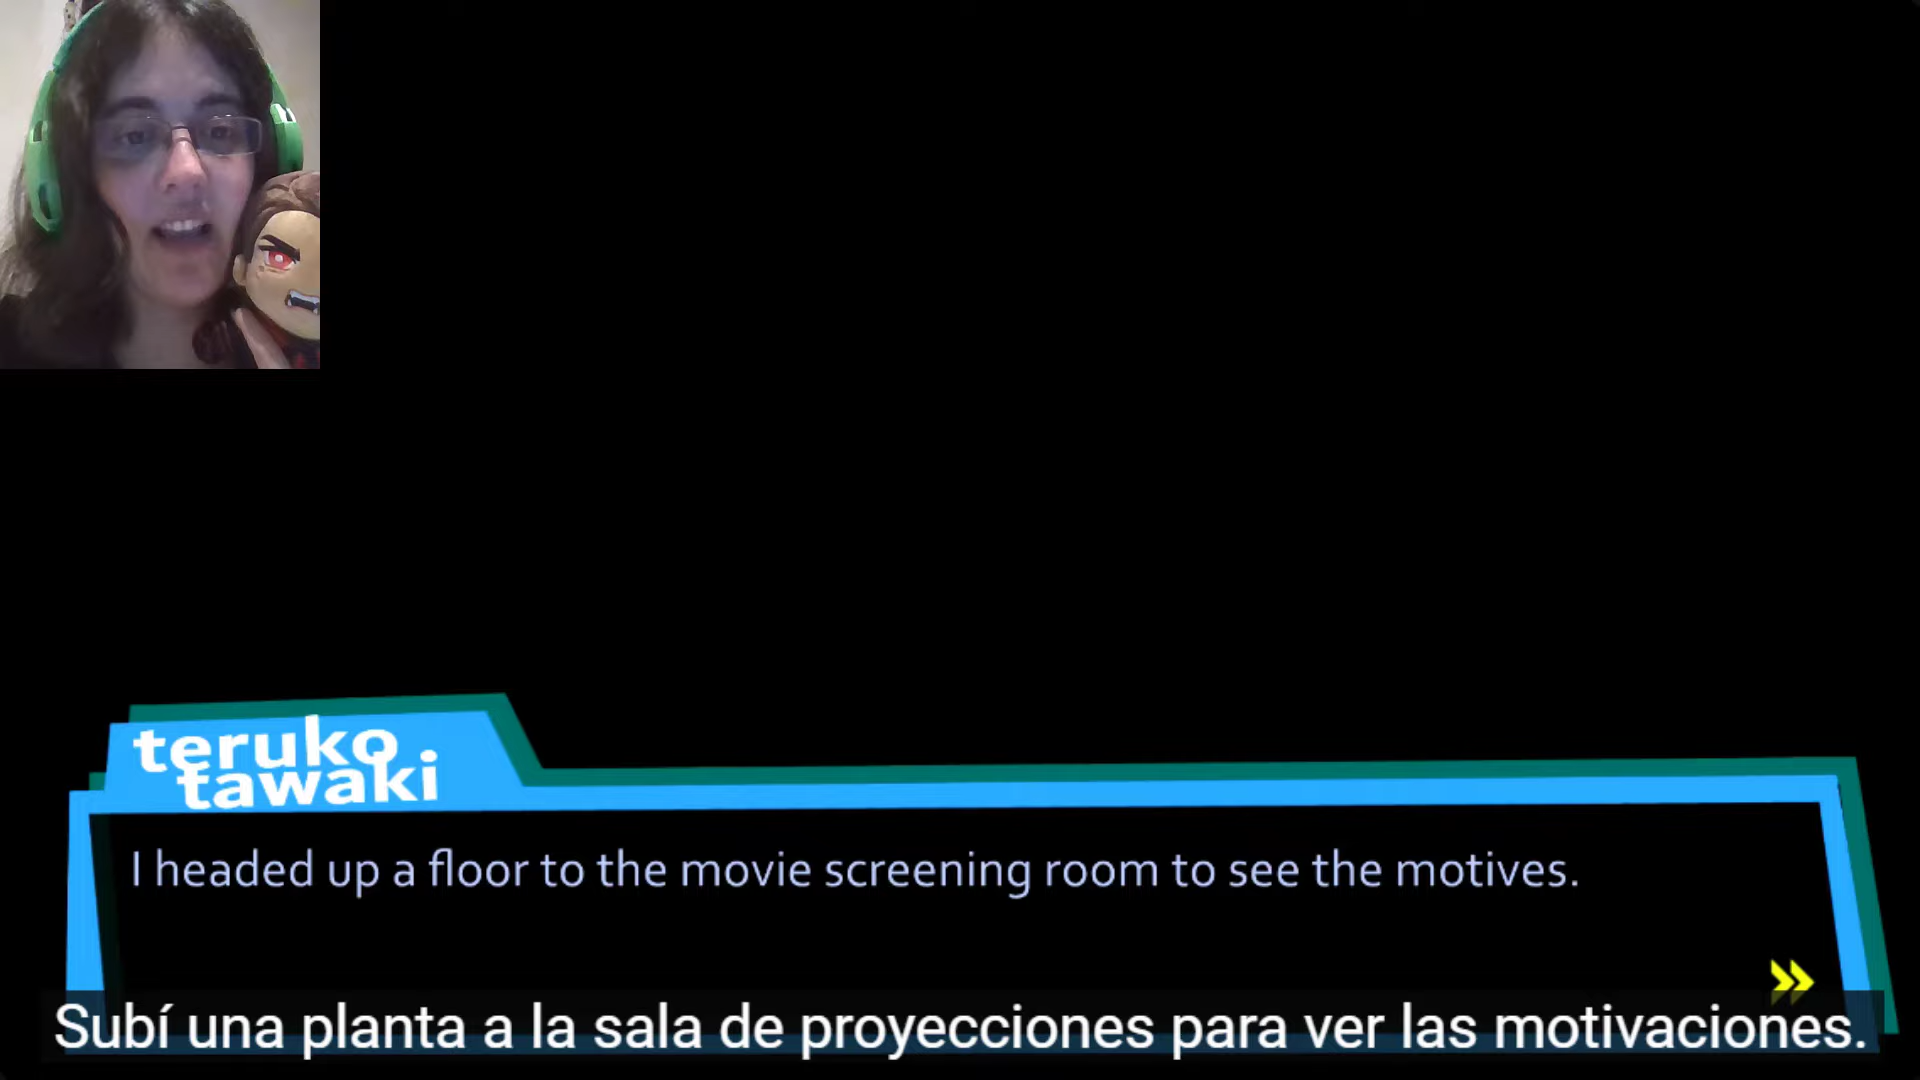 teruko
tawaki
I headed up a floor to the movie screening room to see the motives.
Subí una planta a la sala de proyecciones para ver las motivaciones.